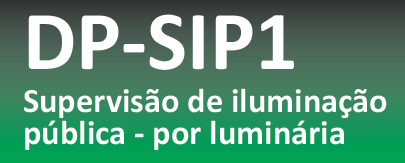 DP-SIP1
Supervisão de iluminação
pública - por luminária